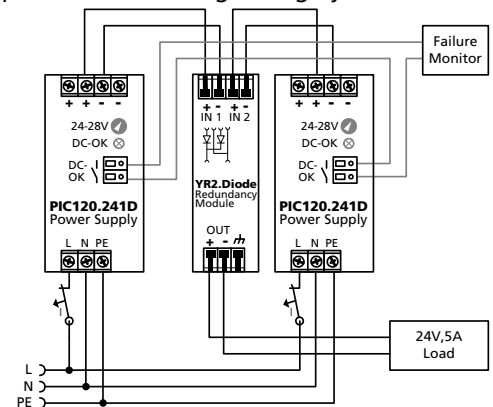 Failure
Monitor
+ + - -
24-28V
DC-OK
DC-
OK
PIC120.241D
Power Supply
L N PE
+ - + -
IN 1 IN 2
YR2.Diode
Redundancy
Module
OUT
+ -
+ + - -
24-28V
DC-OK
DC-
OK
PIC120.241D
Power Supply
L N PE
I
I
24V,5A
Load
L
N
PE